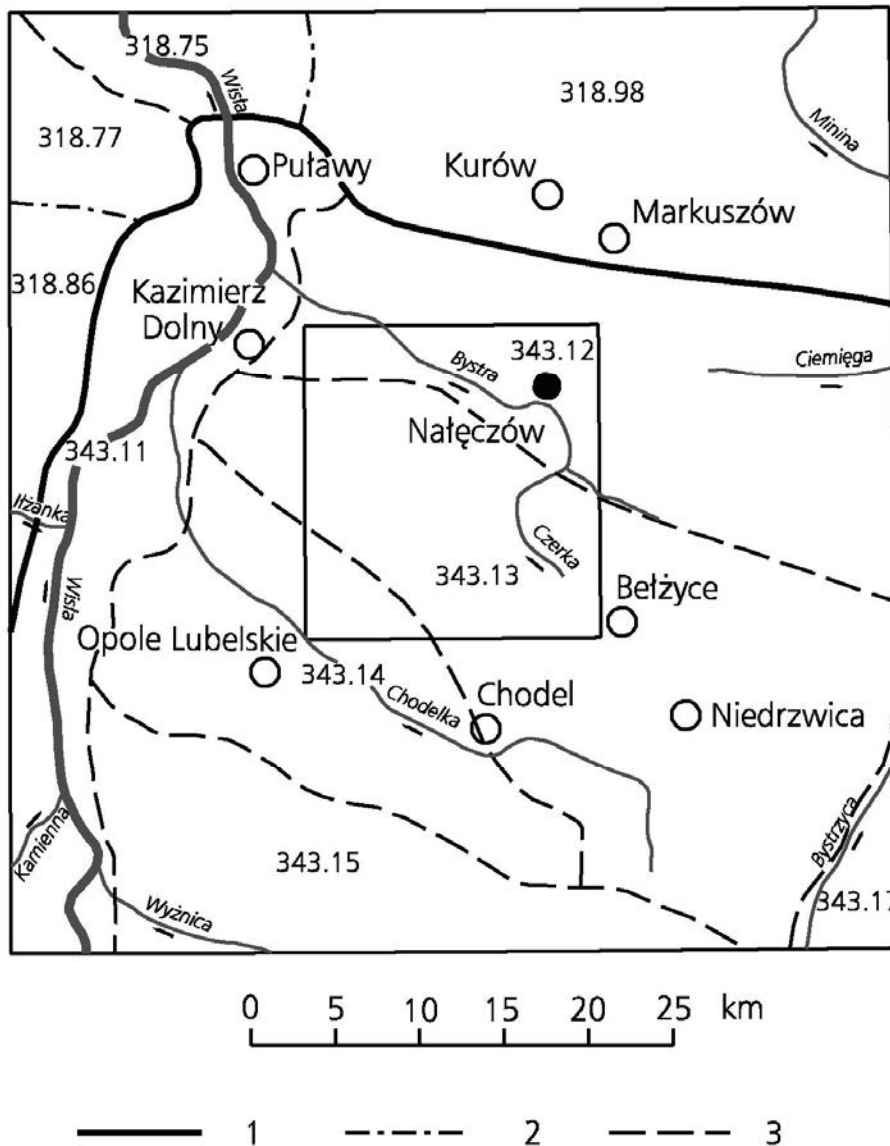 318.75
Wisła
318.98
Minina
318.77
Puławy
Kurów
Markuszów
318.86
Kazimierz
Dolny
343.12
Bystra
Ciemięga
Nałęczów
343.11
Iłżanka
Czerka
343.13
Wisła
Bełżyce
Opole Lubelskie
343.14
Chodelka
Chodel
Niedrzwica
Kamienna
Bystrzyca
343.15
343.17
Wyżnica
0 5 10 15 20 25 km
1 2 3